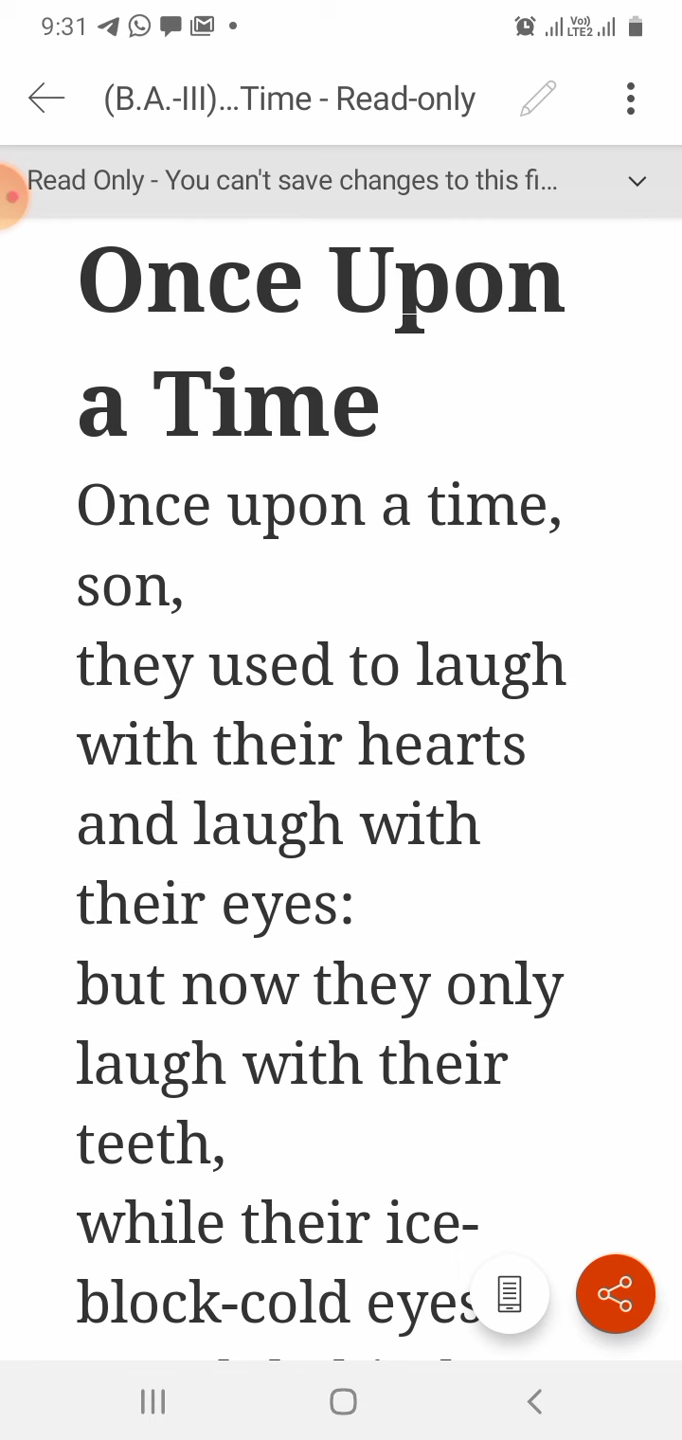 9:31
Vo)) LTE2
(B.A.-III)...Time - Read-only
Read Only - You can't save changes to this fi...
Once Upon
a Time
Once upon a time,
son,
they used to laugh
with their hearts
and laugh with
their eyes:
but now they only
laugh with their
teeth,
while their ice-
block-cold eyes